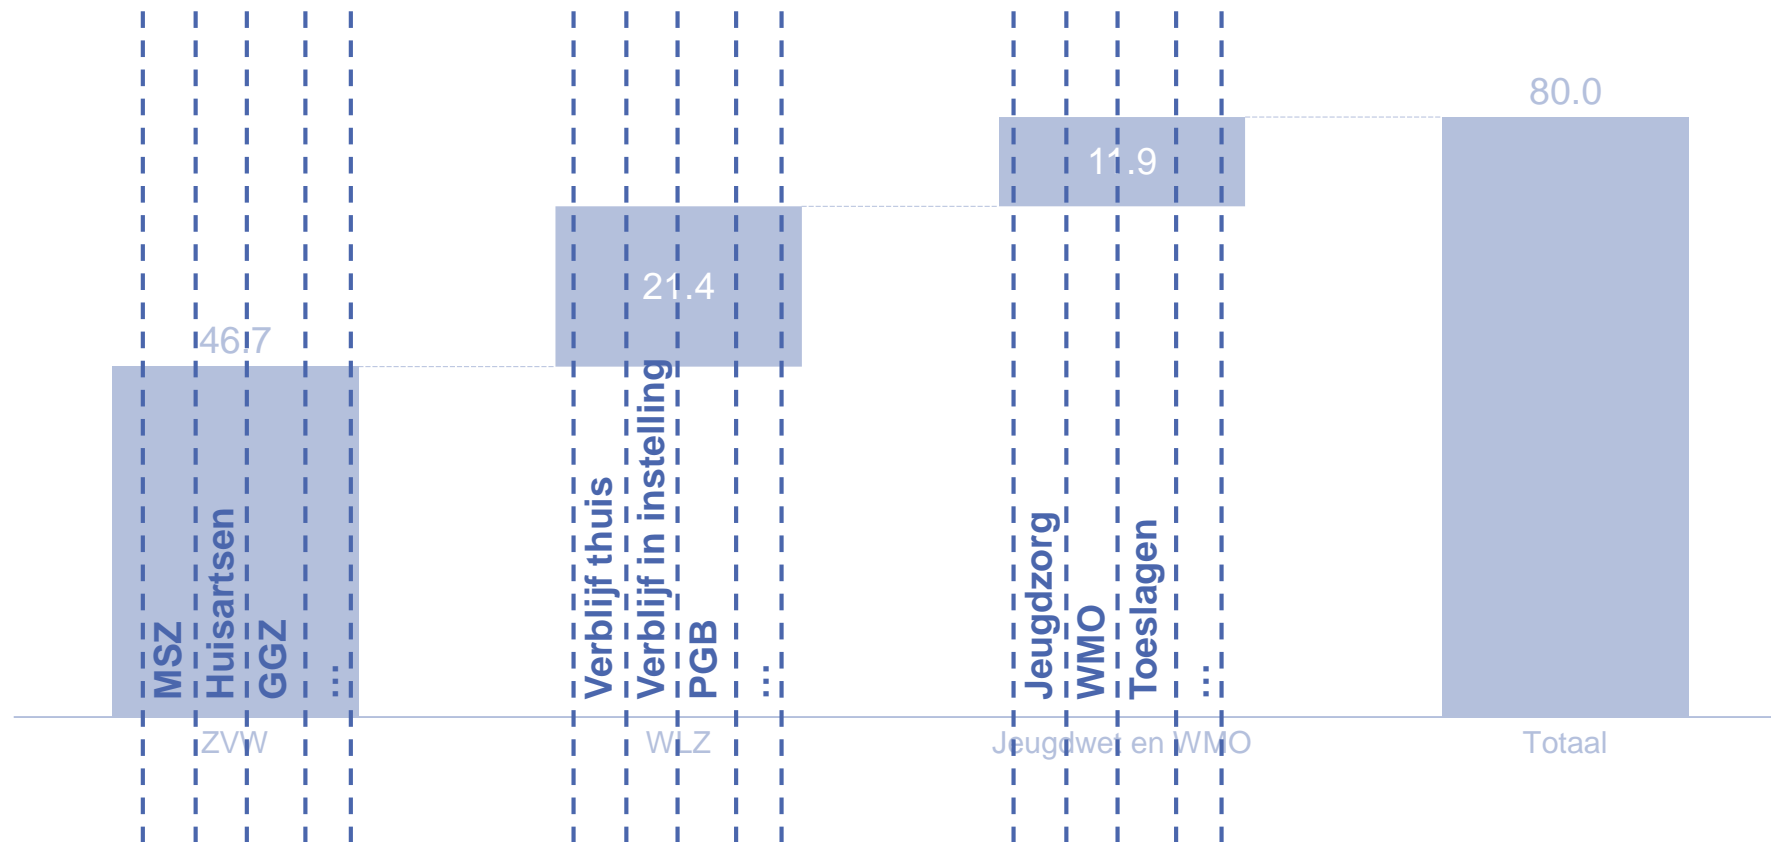 80.0
11.9
21.4
46.7
MSZ
Huisartsen
GGZ
...
Verblijf thuis
Verblijf in instelling
PGB
...
Jeugdzorg
WMO
Toeslagen
...
ZVW
WLZ
Jeugdwet en WMO
Totaal